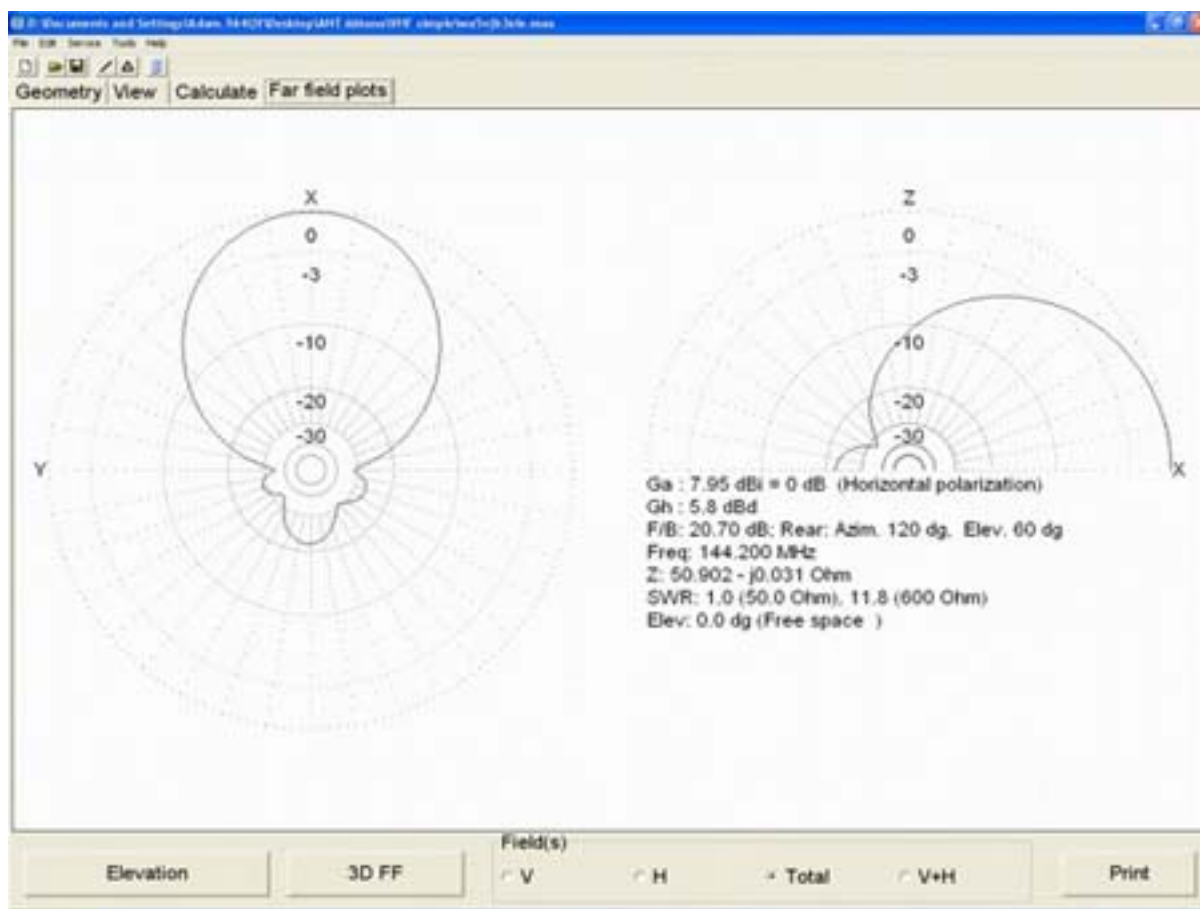 File Edit Service Tools Help
Geometry View Calculate Far field plots
X
0
-3
-10
-20
-30
Y
Z
0
-3
-10
-20
-30
X
Ga : 7.95 dBi = 0 dB (Horizontal polarization)
Gh : 5.8 dBd
F/B: 20.70 dB; Rear: Azim. 120 dg, Elev. 60 dg
Freq: 144.200 MHz
Z: 50.902 - j0.031 Ohm
SWR: 1.0 (50.0 Ohm), 11.8 (600 Ohm)
Elev: 0.0 dg (Free space )
Field(s)
Elevation 3D FF V H Total V+H Print